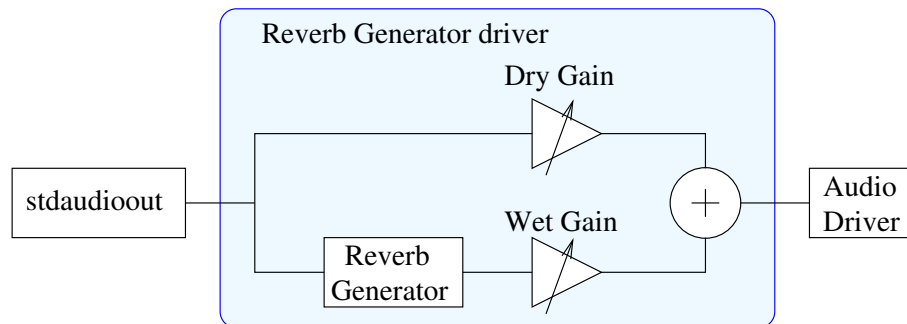 Reverb Generator driver
Dry Gain
stdaudioout
Audio
Driver
Wet Gain
Reverb
Generator